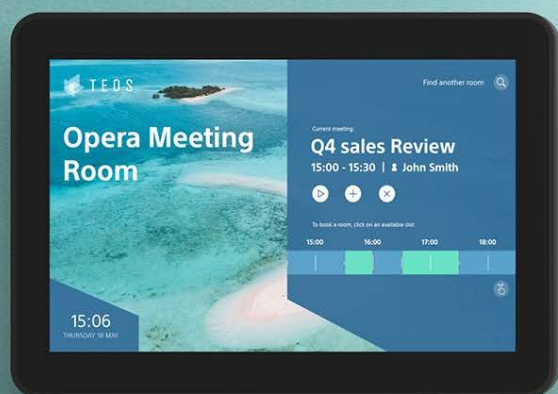 TEOS
Find another room
Opera Meeting
Room
Current meeting:
Q4 sales Review
15:00 - 15:30 | John Smith
To book a room, click on an available slot
15:00 16:00 17:00 18:00
15:06
THURSDAY 18 MAY